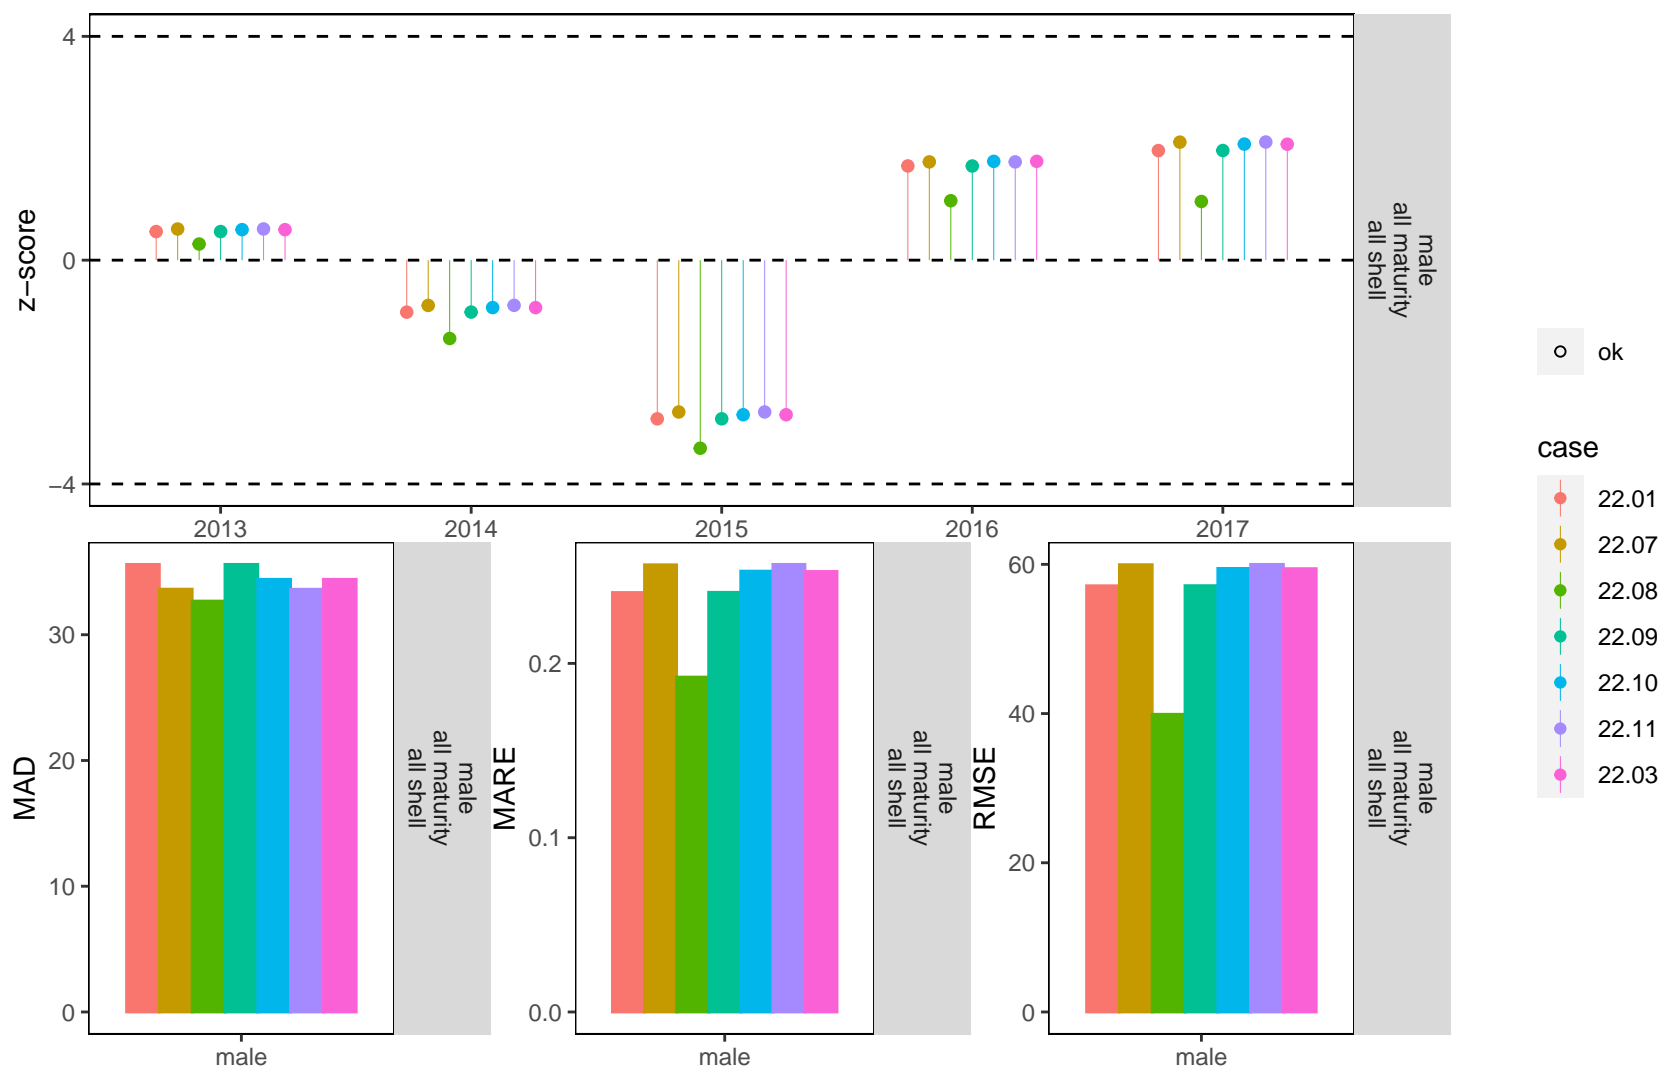 4
0
−4
z−score
2013
2014
2015
2016
2017
male
all maturity
all shell
MAD
30
20
10
0
male
male
all maturity
all shell
MARE
0.2
0.1
0.0
male
male
all maturity
all shell
RMSE
60
40
20
0
male
male
all maturity
all shell
ok
case
22.01
22.07
22.08
22.09
22.10
22.11
22.03